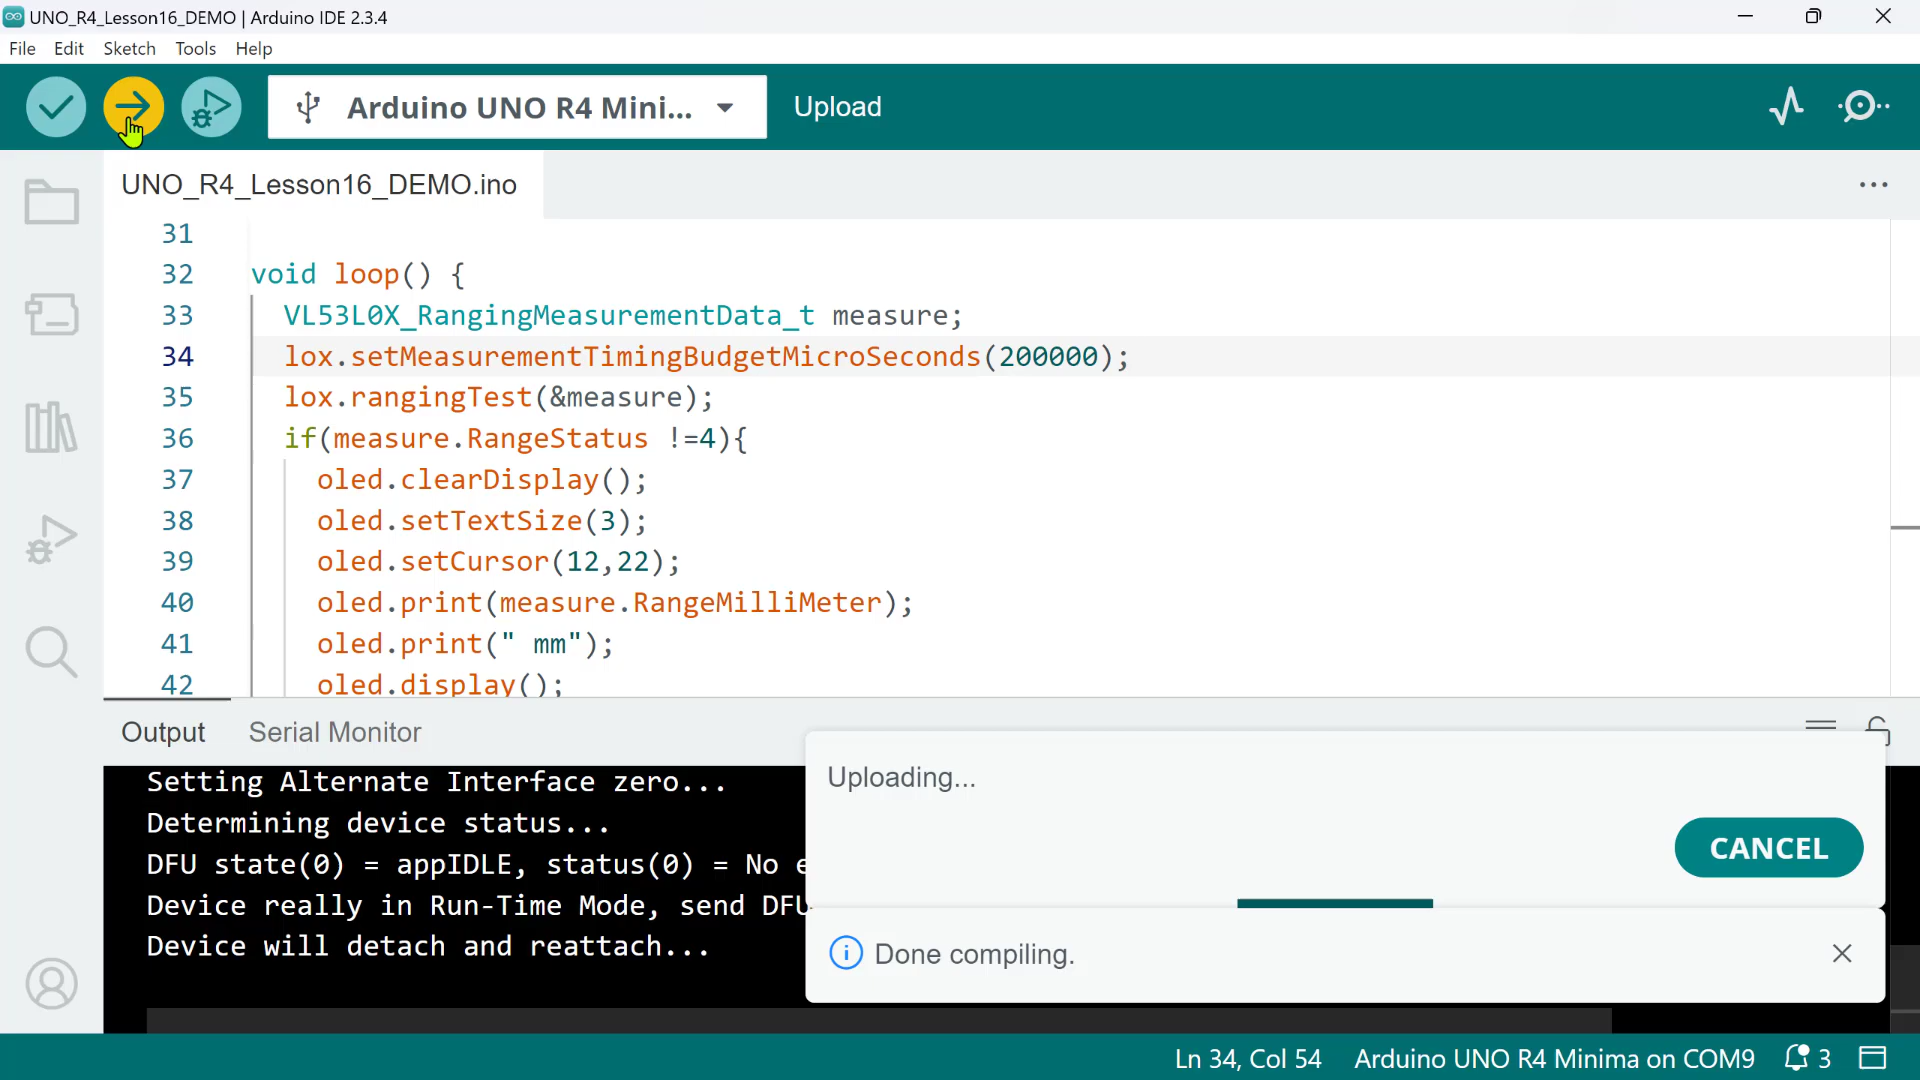 UNO_R4_Lesson16_DEMO | Arduino IDE 2.3.4
File Edit Sketch Tools Help
Arduino UNO R4 Mini... Upload
UNO_R4_Lesson16_DEMO.ino
31
32 void loop() {
33 VL53L0X_RangingMeasurementData_t measure;
34 lox.setMeasurementTimingBudgetMicroSeconds(200000);
35 lox.rangingTest(&measure);
36 if(measure.RangeStatus !=4){
37 oled.clearDisplay();
38 oled.setTextSize(3);
39 oled.setCursor(12,22);
40 oled.print(measure.RangeMilliMeter);
41 oled.print(" mm");
42 oled.display();
Output Serial Monitor
Setting Alternate Interface zero...
Determining device status...
DFU state(0) = appIDLE, status(0) = No
Device really in Run-Time Mode, send DFU
Device will detach and reattach...
Uploading...
CANCEL
Done compiling.
Ln 34, Col 54 Arduino UNO R4 Minima on COM9 3